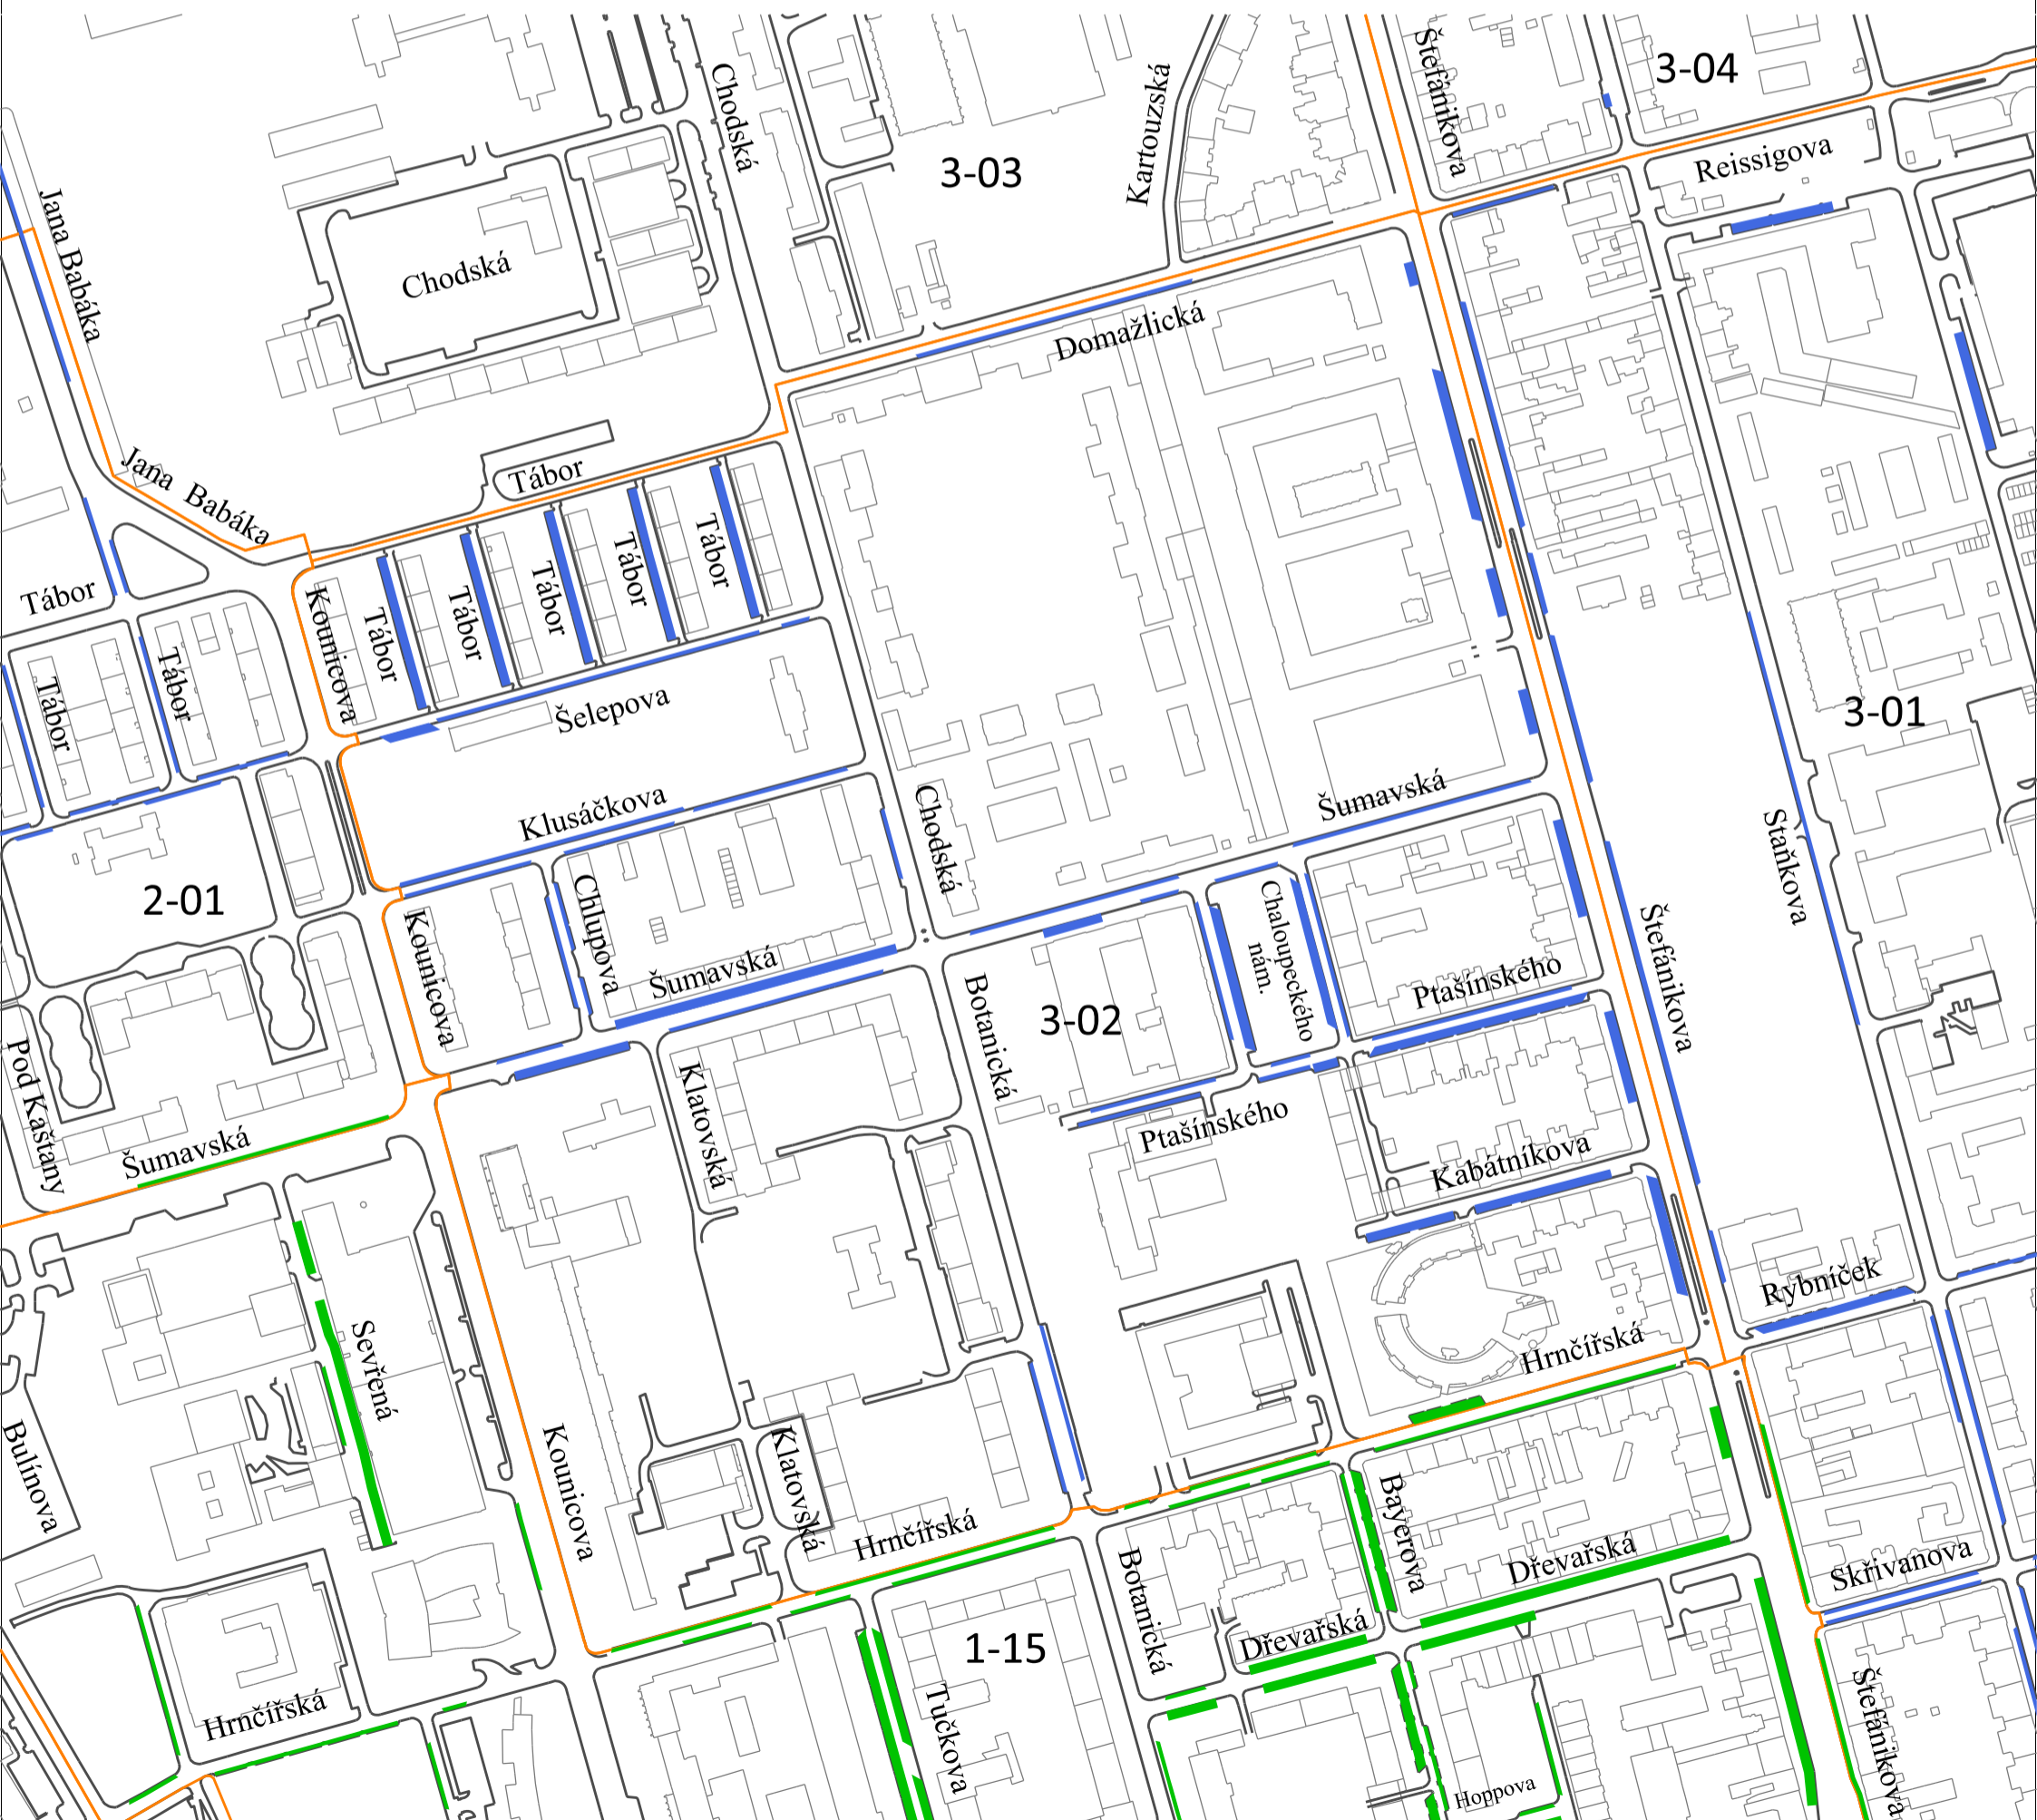 Štefánikova
3-04
Chodská
Kartouzská
Reissigova
3-03
Jana Babáka
Chodská
Domažlická
Jana Babáka
Tábor
Tábor
Tábor
Tábor
Tábor
Tábor
Tábor
Kounicova
Tábor
Tábor
Šelepova
3-01
Klusáčkova
Chodská
Šumavská
Staňkova
2-01
Chlupova
Chaloupeckého
nám.
Kounicova
Štefánikova
Šumavská
Botanická
3-02
Ptašínského
Pod Kaštany
Klatovská
Ptašínského
Šumavská
Kabátníkova
Rybníček
Sevřená
Hrnčířská
Bulínova
Kounicova
Klatovská
Hrnčířská
Bayerova
Botanická
Dřevařská
Skřivanova
Dřevařská
1-15
Hrnčířská
Tučkova
Štefánikova
Hoppova